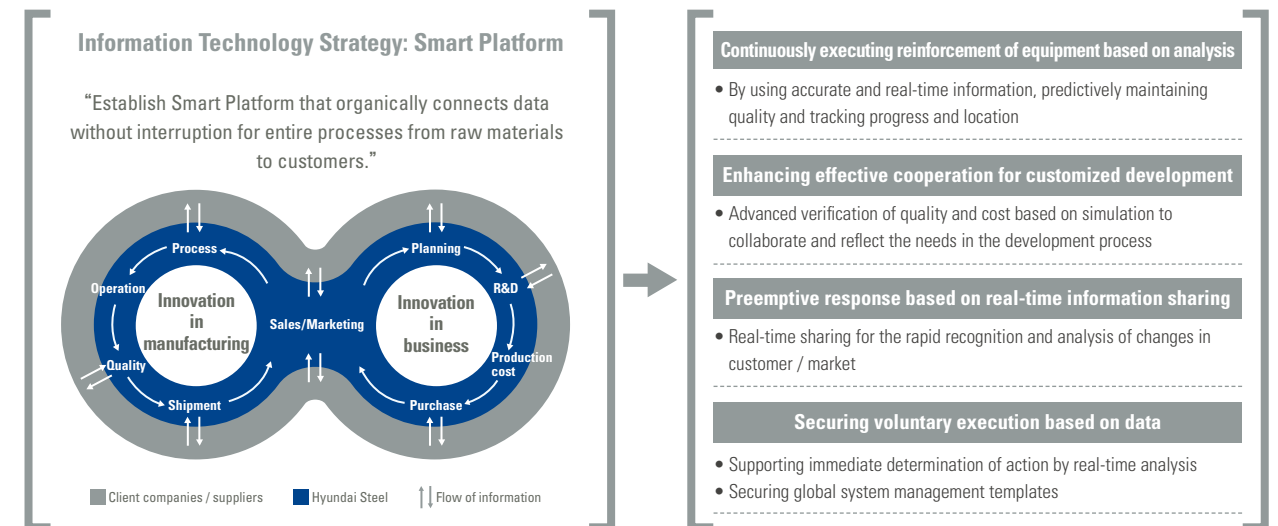 Information Technology Strategy: Smart Platform
“Establish Smart Platform that organically connects data
without interruption for entire processes from raw materials
to customers.”
Process
Operation
Quality
Shipment
Innovation
in
manufacturing
Sales/Marketing
Planning
R&D
Production
cost
Purchase
Innovation
in
business
Client companies / suppliers
Hyundai Steel
Flow of information
Continuously executing reinforcement of equipment based on analysis
• By using accurate and real-time information, predictively maintaining
quality and tracking progress and location
Enhancing effective cooperation for customized development
• Advanced verification of quality and cost based on simulation to
collaborate and reflect the needs in the development process
Preemptive response based on real-time information sharing
• Real-time sharing for the rapid recognition and analysis of changes in
customer / market
Securing voluntary execution based on data
• Supporting immediate determination of action by real-time analysis
• Securing global system management templates